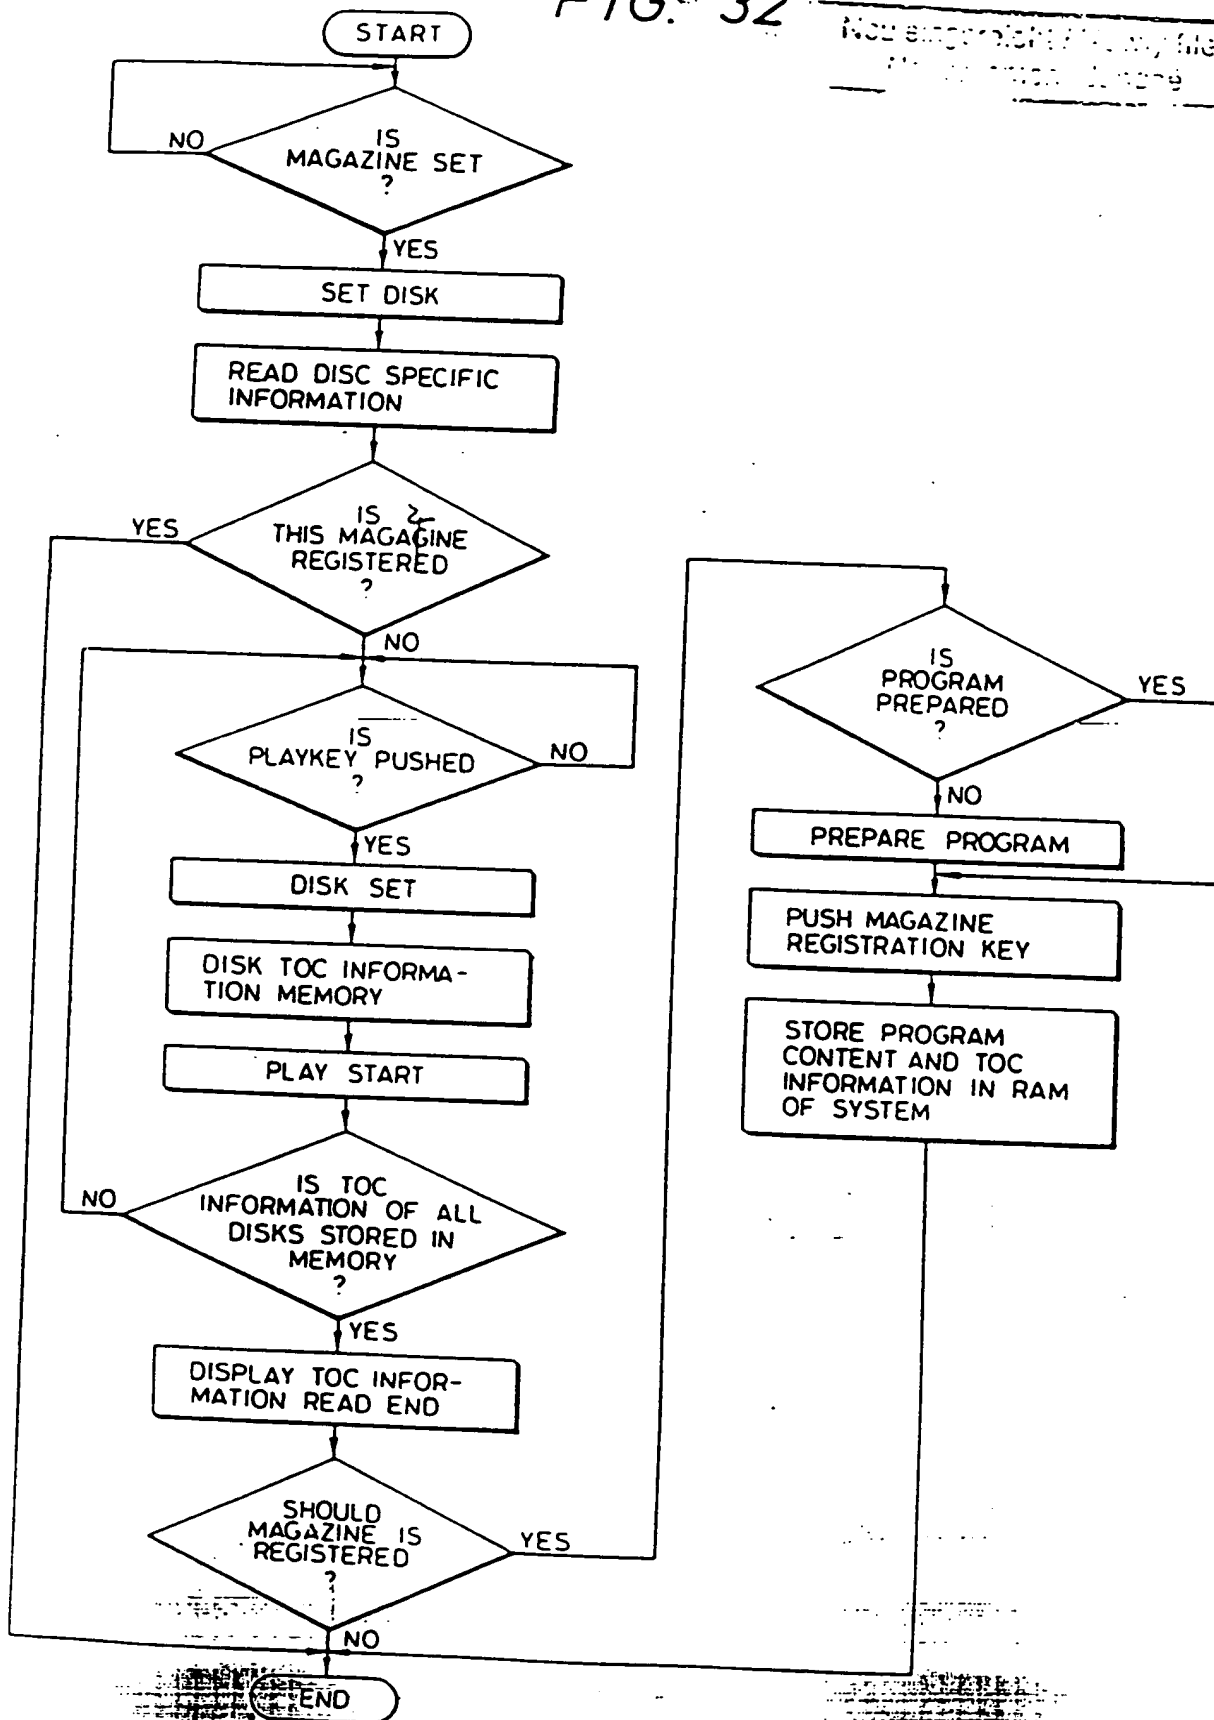 FIG. 32
START
NO
IS
MAGAZINE SET
?
YES
SET DISK
READ DISC SPECIFIC
INFORMATION
YES
IS
THIS MAGAGINE
REGISTERED
?
NO
IS
PLAYKEY PUSHED
?
NO
YES
DISK SET
DISK TOC INFORMA-
TION MEMORY
PLAY START
NO
IS TOC
INFORMATION OF ALL
DISKS STORED IN
MEMORY
?
YES
DISPLAY TOC INFOR-
MATION READ END
SHOULD
MAGAZINE IS
REGISTERED
?
YES
NO
END
IS
PROGRAM
PREPARED
?
YES
NO
PREPARE PROGRAM
PUSH MAGAZINE
REGISTRATION KEY
STORE PROGRAM
CONTENT AND TOC
INFORMATION IN RAM
OF SYSTEM